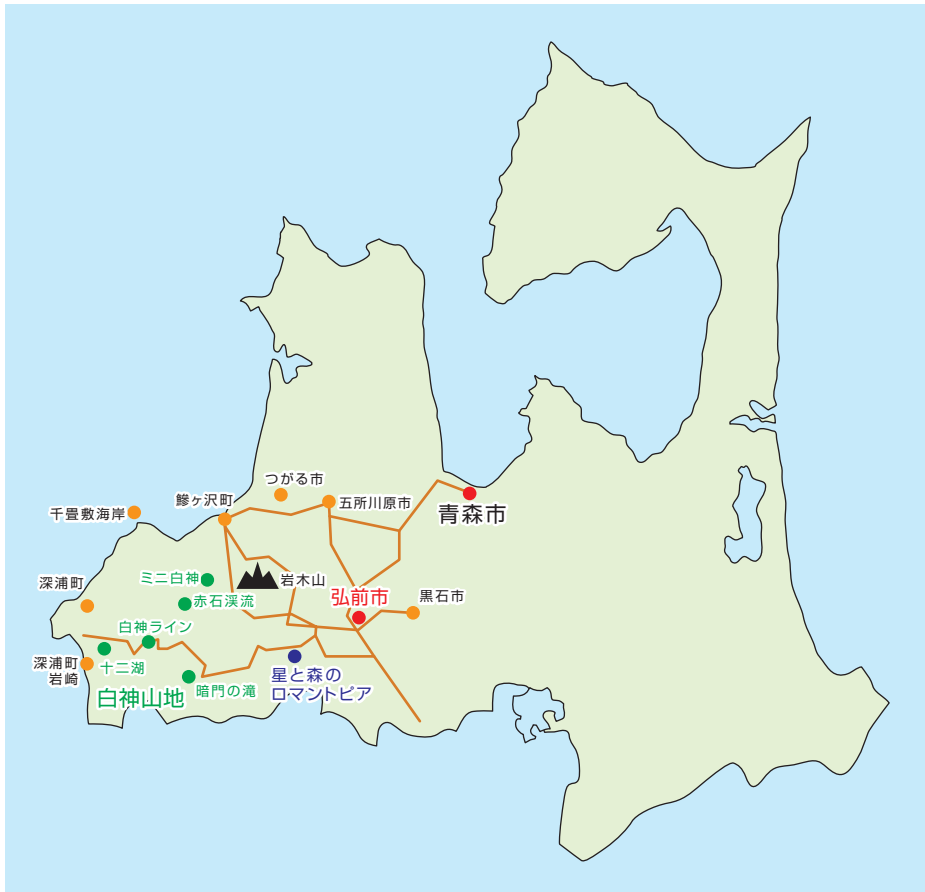 つがる市
鰺ヶ沢町
五所川原市
千畳敷海岸
青森市
ミニ白神
岩木山
深浦町
赤石渓流
弘前市
黒石市
白神ライン
深浦町
岩崎
十二湖
星と森の
ロマントピア
白神山地
暗門の滝